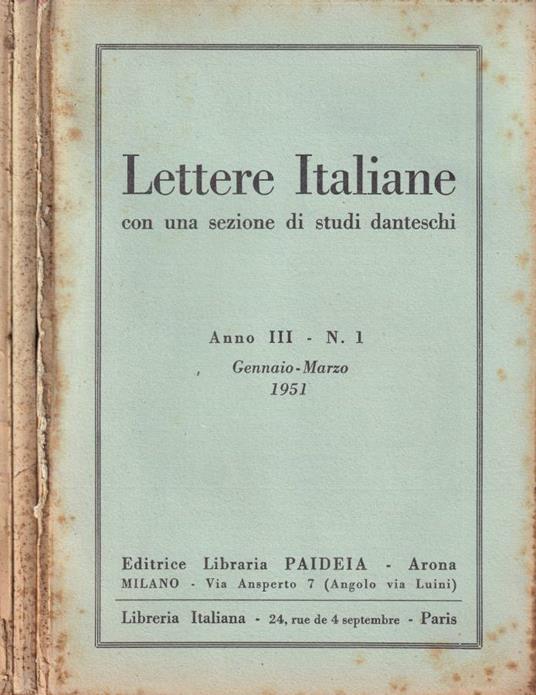 Lettere Italiane
con una sezione di studi danteschi
Anno III - N. 1
Gennaio-Marzo
1951
Editrice Libraria PAIDEIA - Arona
MILANO - Via Ansperto 7 (Angolo via Luini)
Libreria Italiana - 24, rue de 4 septembre - Paris